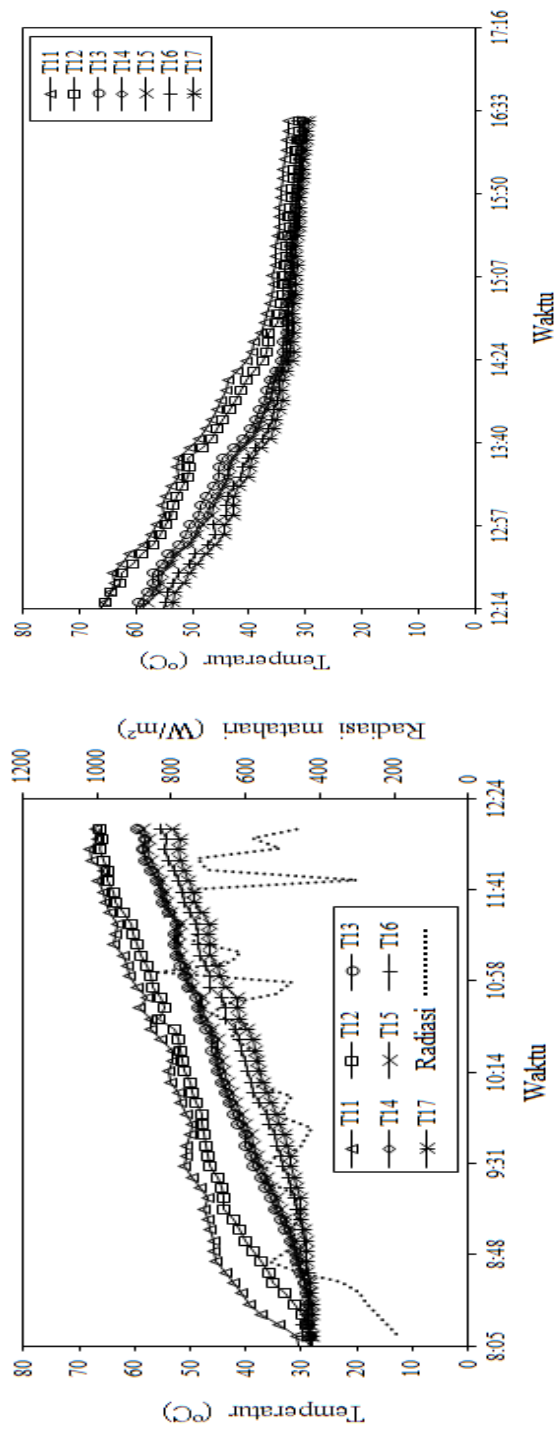 80
70
60
50
40
30
20
10
0
Temperatur (°C)
1200
1000
800
600
400
200
0
Radiasi matahari (W/m²)
T11 T12 T13
T14 T15 T16
T17 Radiasi
8:05 8:48 9:31 10:14 10:58 11:41 12:24
Waktu
80
70
60
50
40
30
20
10
0
Temperatur (°C)
T11
T12
T13
T14
T15
T16
T17
12:14 12:57 13:40 14:24 15:07 15:50 16:33 17:16
Waktu